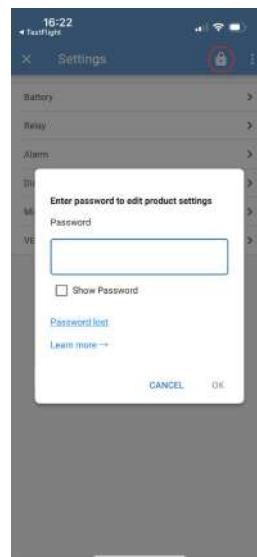 16:22
◀ TestFlight
Settings
Battery
Relay
Alarm
Enter password to edit product settings
Password
Show Password
Password lost
Learn more →
CANCEL OK